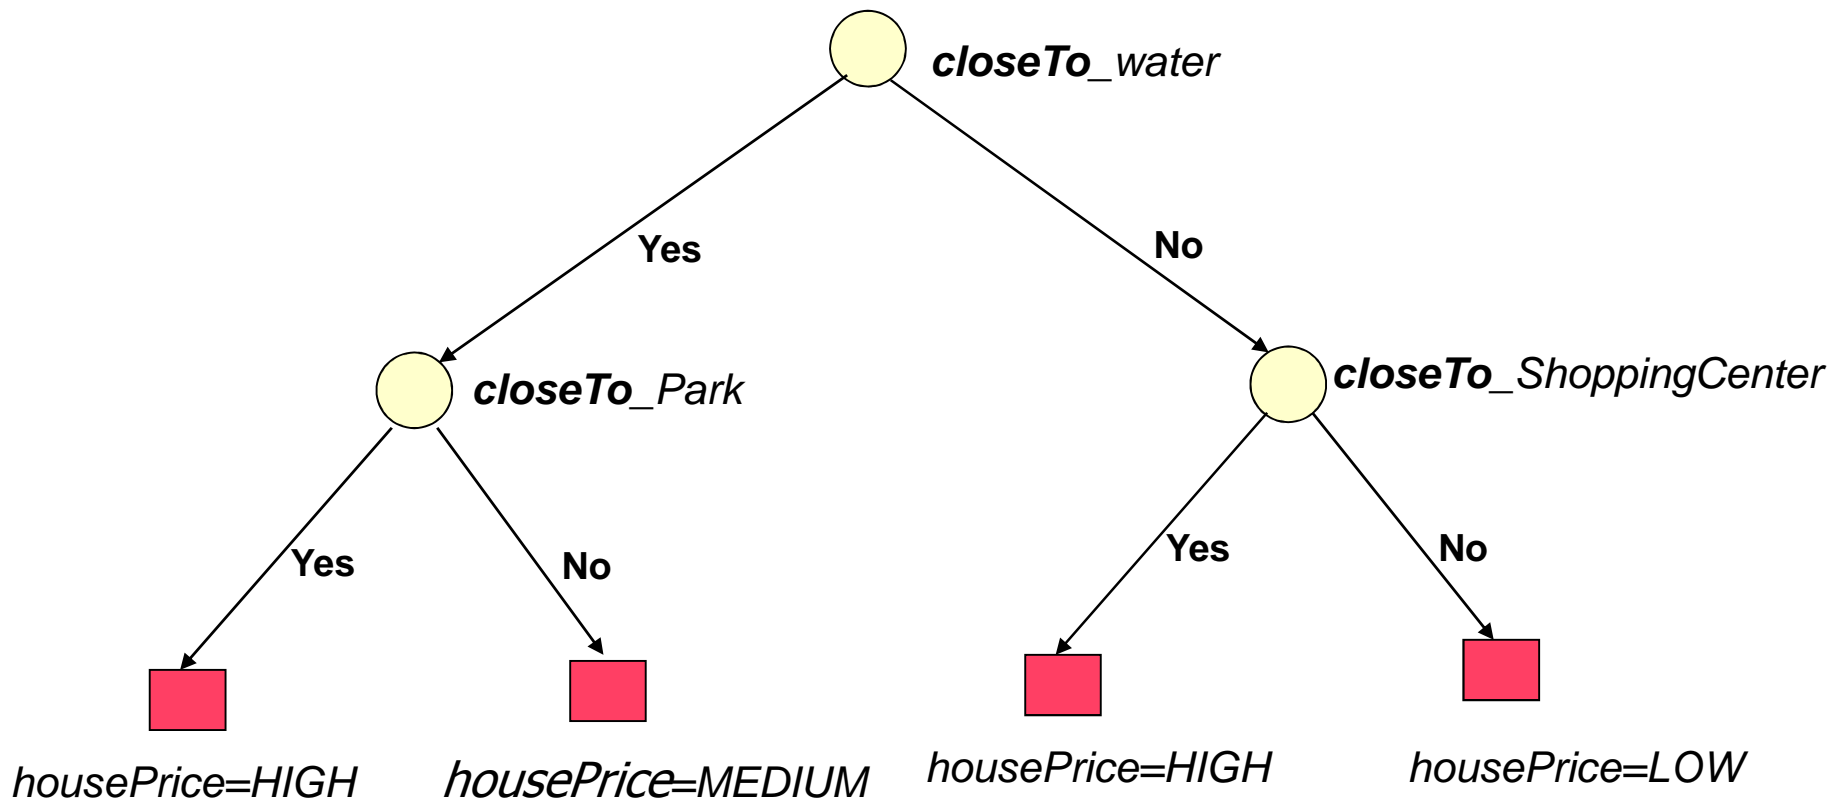 closeTo_water
Yes
No
closeTo_Park
closeTo_ShoppingCenter
Yes
No
Yes
No
housePrice=HIGH
housePrice=MEDIUM
housePrice=HIGH
housePrice=LOW